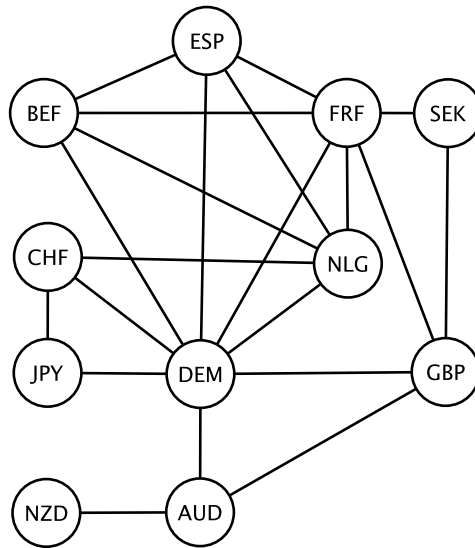 ESP
BEF
FRF
SEK
CHF
NLG
JPY
DEM
GBP
NZD
AUD